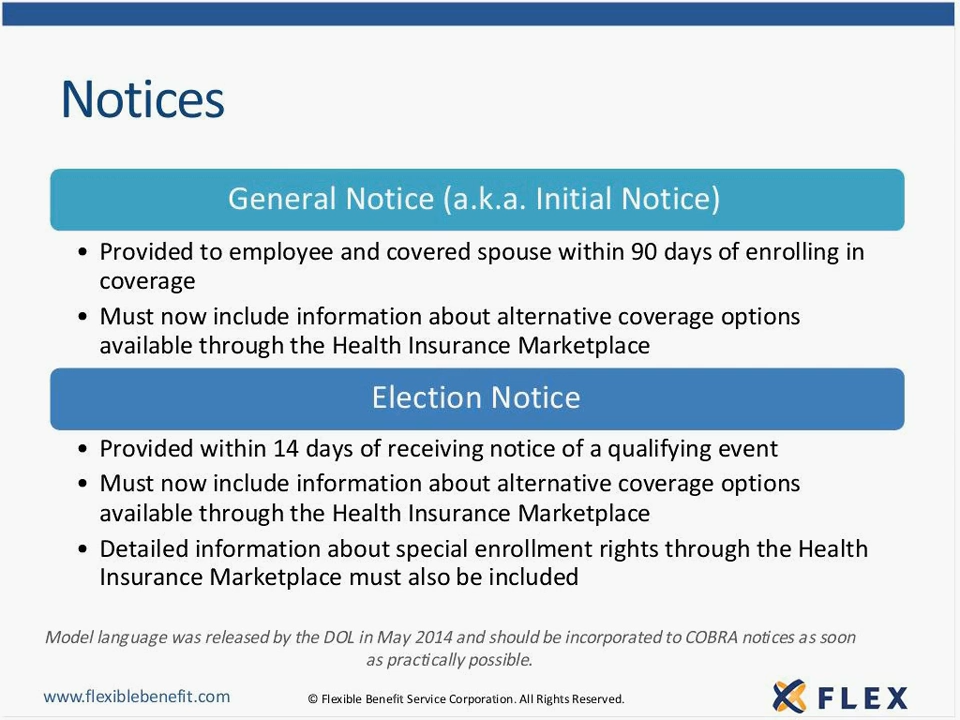 Notices
General Notice (a.k.a. Initial Notice)
• Provided to employee and covered spouse within 90 days of enrolling in
coverage
• Must now include information about alternative coverage options
available through the Health Insurance Marketplace
Election Notice
• Provided within 14 days of receiving notice of a qualifying event
• Must now include information about alternative coverage options
available through the Health Insurance Marketplace
• Detailed information about special enrollment rights through the Health
Insurance Marketplace must also be included
Model language was released by the DOL in May 2014 and should be incorporated to COBRA notices as soon
as practically possible.
www.flexiblebenefit.com
© Flexible Benefit Service Corporation. All Rights Reserved.
FLEX